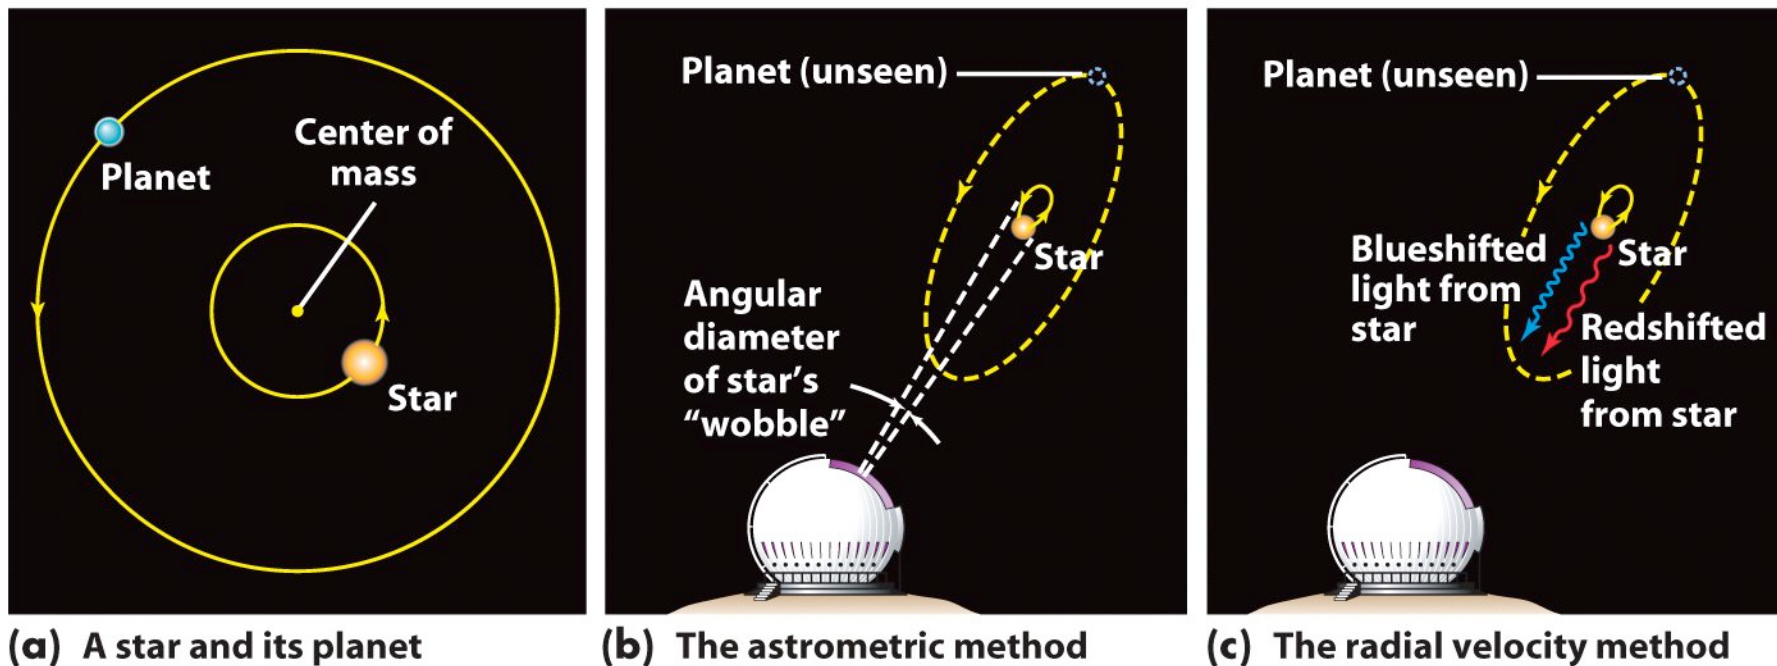 Planet
Center of
mass
Star
(a) A star and its planet
Planet (unseen)
Star
Angular
diameter
of star’s
“wobble”
(b) The astrometric method
Planet (unseen)
Blueshifted
light from
star
Star
Redshifted
light
from star
(c) The radial velocity method